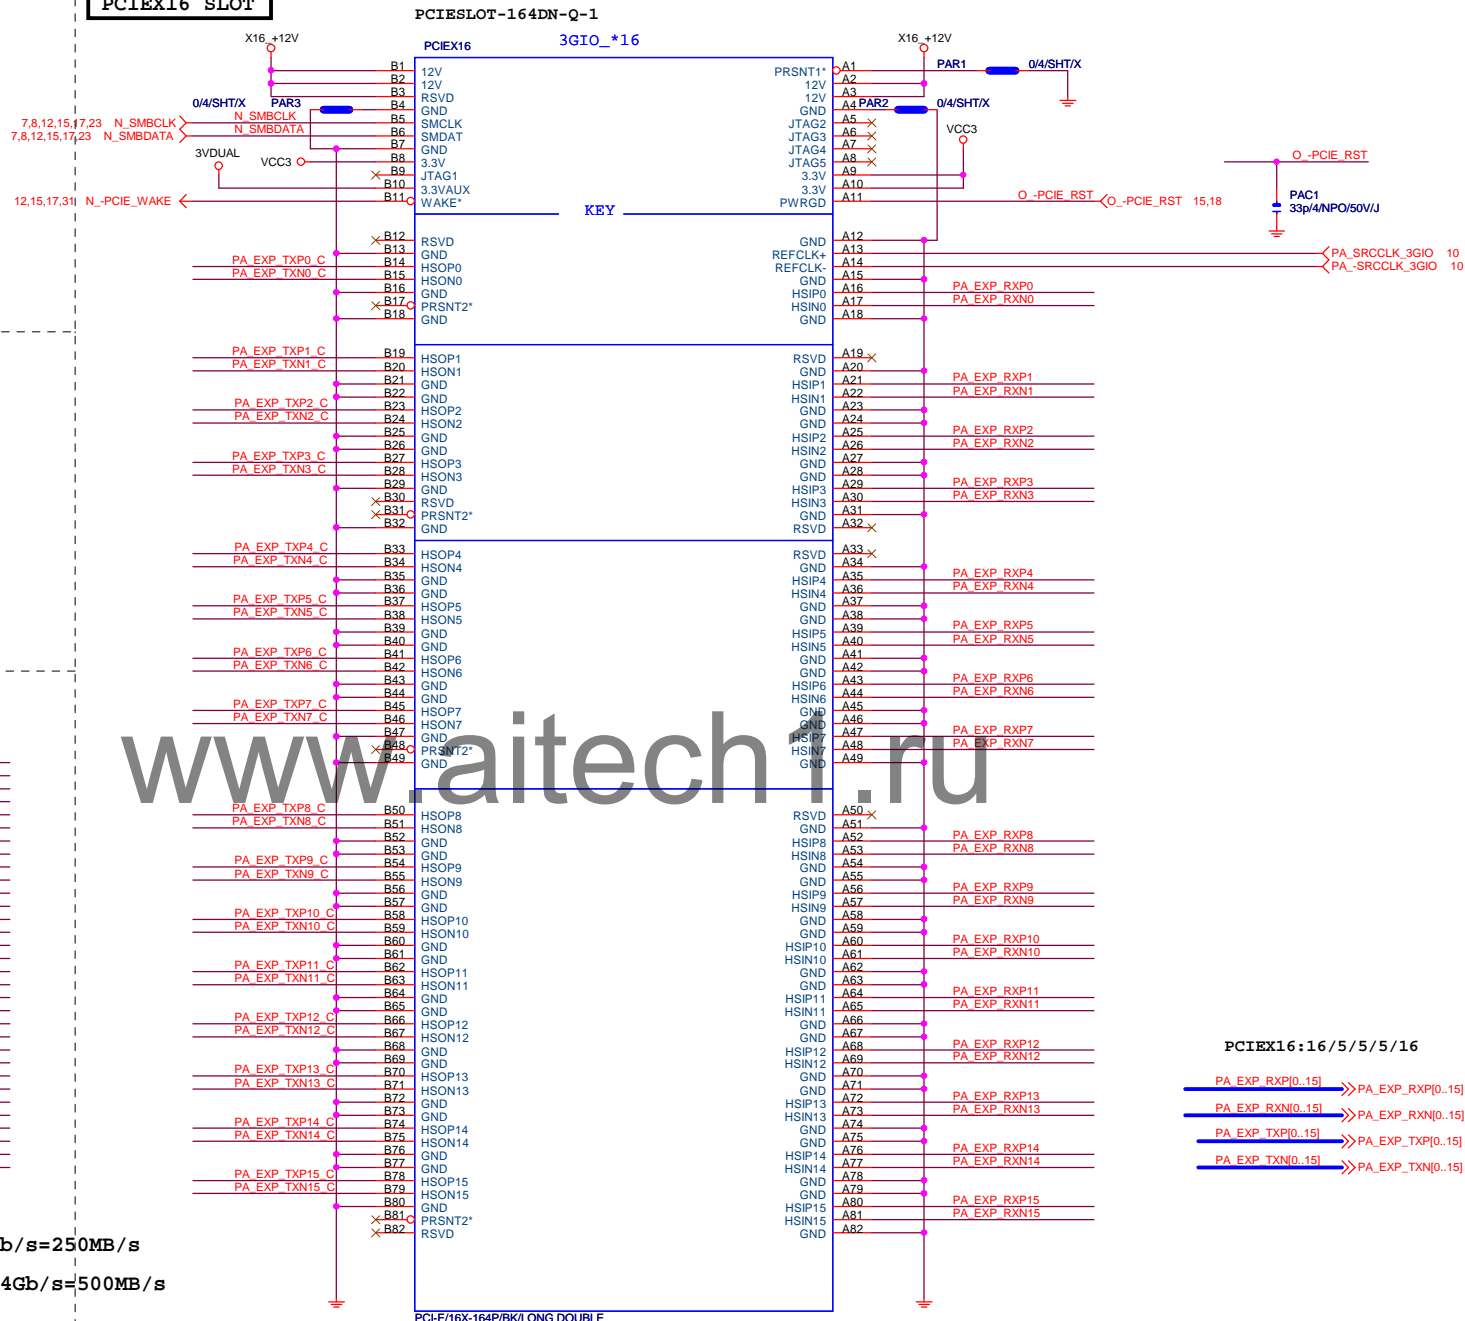 PCIEX16 SLOT
PCIESLOT-164DN-Q-1
X16_+12V
PCIEX16
3GIO_*16
X16_+12V
B1 12V PRSNT1* A1 PAR1 0/4/SHT/X
B2 12V 12V A2
B3 RSVD 12V A3
0/4/SHT/X PAR3 B4 GND GND A4 PAR2 0/4/SHT/X
7,8,12,15,17,23 N_SMBCLK N_SMBCLK B5 SMCLK JTAG2 A5
7,8,12,15,17,23 N_SMBDATA N_SMBDATA B6 SMDAT JTAG3 A6
B7 GND JTAG4 A7 VCC3
3VDUAL VCC3 B8 3.3V JTAG5 A8
B9 JTAG1 3.3V A9
B10 3.3VAUX 3.3V A10
12,15,17,31 N_-PCIE_WAKE B11 WAKE* PWRGD A11 O_-PCIE_RST O_-PCIE_RST 15,18
O_-PCIE_RST
PAC1
33p/4/NPO/50V/J
KEY
B12 RSVD GND A12
B13 GND REFCLK+ A13 PA_SRCCLK_3GIO 10
PA_EXP_TXP0_C B14 HSOP0 REFCLK- A14 PA_-SRCCLK_3GIO 10
PA_EXP_TXN0_C B15 HSON0 GND A15
B16 GND HSIP0 A16 PA_EXP_RXP0
B17 PRSNT2* HSIN0 A17 PA_EXP_RXN0
B18 GND GND A18
PA_EXP_TXP1_C B19 HSOP1 RSVD A19
PA_EXP_TXN1_C B20 HSON1 GND A20
B21 GND HSIP1 A21 PA_EXP_RXP1
B22 GND HSIN1 A22 PA_EXP_RXN1
PA_EXP_TXP2_C B23 HSOP2 GND A23
PA_EXP_TXN2_C B24 HSON2 GND A24
B25 GND HSIP2 A25 PA_EXP_RXP2
B26 GND HSIN2 A26 PA_EXP_RXN2
PA_EXP_TXP3_C B27 HSOP3 GND A27
PA_EXP_TXN3_C B28 HSON3 GND A28
B29 GND HSIP3 A29 PA_EXP_RXP3
B30 RSVD HSIN3 A30 PA_EXP_RXN3
B31 PRSNT2* GND A31
B32 GND RSVD A32
PA_EXP_TXP4_C B33 HSOP4 RSVD A33
PA_EXP_TXN4_C B34 HSON4 GND A34
B35 GND HSIP4 A35 PA_EXP_RXP4
B36 GND HSIN4 A36 PA_EXP_RXN4
PA_EXP_TXP5_C B37 HSOP5 GND A37
PA_EXP_TXN5_C B38 HSON5 GND A38
B39 GND HSIP5 A39 PA_EXP_RXP5
B40 GND HSIN5 A40 PA_EXP_RXN5
PA_EXP_TXP6_C B41 HSOP6 GND A41
PA_EXP_TXN6_C B42 HSON6 GND A42
B43 GND HSIP6 A43 PA_EXP_RXP6
B44 GND HSIN6 A44 PA_EXP_RXN6
PA_EXP_TXP7_C B45 HSOP7 GND A45
PA_EXP_TXN7_C B46 HSON7 GND A46
B47 GND HSIP7 A47 PA_EXP_RXP7
B48 PRSNT2* HSIN7 A48 PA_EXP_RXN7
B49 GND GND A49
www.aitech1.ru
PA_EXP_TXP8_C B50 HSOP8 RSVD A50
PA_EXP_TXN8_C B51 HSON8 GND A51
B52 GND HSIP8 A52 PA_EXP_RXP8
B53 GND HSIN8 A53 PA_EXP_RXN8
PA_EXP_TXP9_C B54 HSOP9 GND A54
PA_EXP_TXN9_C B55 HSON9 GND A55
B56 GND HSIP9 A56 PA_EXP_RXP9
B57 GND HSIN9 A57 PA_EXP_RXN9
PA_EXP_TXP10_C B58 HSOP10 GND A58
PA_EXP_TXN10_C B59 HSON10 GND A59
B60 GND HSIP10 A60 PA_EXP_RXP10
B61 GND HSIN10 A61 PA_EXP_RXN10
PA_EXP_TXP11_C B62 HSOP11 GND A62
PA_EXP_TXN11_C B63 HSON11 GND A63
B64 GND HSIP11 A64 PA_EXP_RXP11
B65 GND HSIN11 A65 PA_EXP_RXN11
PA_EXP_TXP12_C B66 HSOP12 GND A66
PA_EXP_TXN12_C B67 HSON12 GND A67
B68 GND HSIP12 A68 PA_EXP_RXP12
B69 GND HSIN12 A69 PA_EXP_RXN12
PA_EXP_TXP13_C B70 HSOP13 GND A70
PA_EXP_TXN13_C B71 HSON13 GND A71
B72 GND HSIP13 A72 PA_EXP_RXP13
B73 GND HSIN13 A73 PA_EXP_RXN13
PA_EXP_TXP14_C B74 HSOP14 GND A74
PA_EXP_TXN14_C B75 HSON14 GND A75
B76 GND HSIP14 A76 PA_EXP_RXP14
B77 GND HSIN14 A77 PA_EXP_RXN14
PA_EXP_TXP15_C B78 HSOP15 GND A78
PA_EXP_TXN15_C B79 HSON15 GND A79
B80 GND HSIP15 A80 PA_EXP_RXP15
B81 PRSNT2* HSIN15 A81 PA_EXP_RXN15
B82 RSVD GND A82
PCIEX16:16/5/5/5/16
PA_EXP_RXP[0..15] PA_EXP_RXP[0..15]
PA_EXP_RXN[0..15] PA_EXP_RXN[0..15]
PA_EXP_TXP[0..15] PA_EXP_TXP[0..15]
PA_EXP_TXN[0..15] PA_EXP_TXN[0..15]
b/s=250MB/s
4Gb/s=500MB/s
PCI-E/16X-164P/BK/LONG DOUBLE